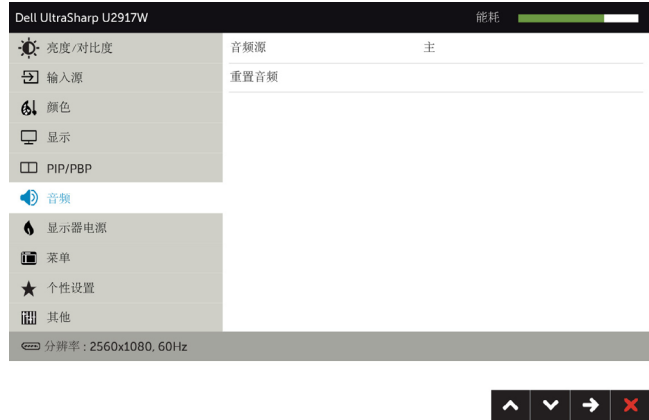 Dell UltraSharp U2917W 能耗
亮度/对比度
音频源 主
输入源
重置音频
颜色
显示
PIP/PBP
音频
显示器电源
菜单
个性设置
其他
分辨率 : 2560x1080, 60Hz